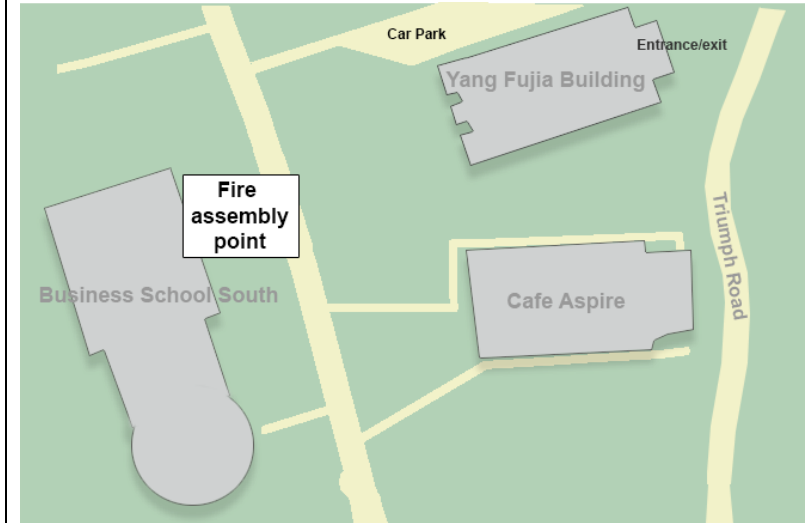 Car Park
Entrance/exit
Yang Fujia Building
Fire
assembly
point
Triumph Road
Business School South
Cafe Aspire